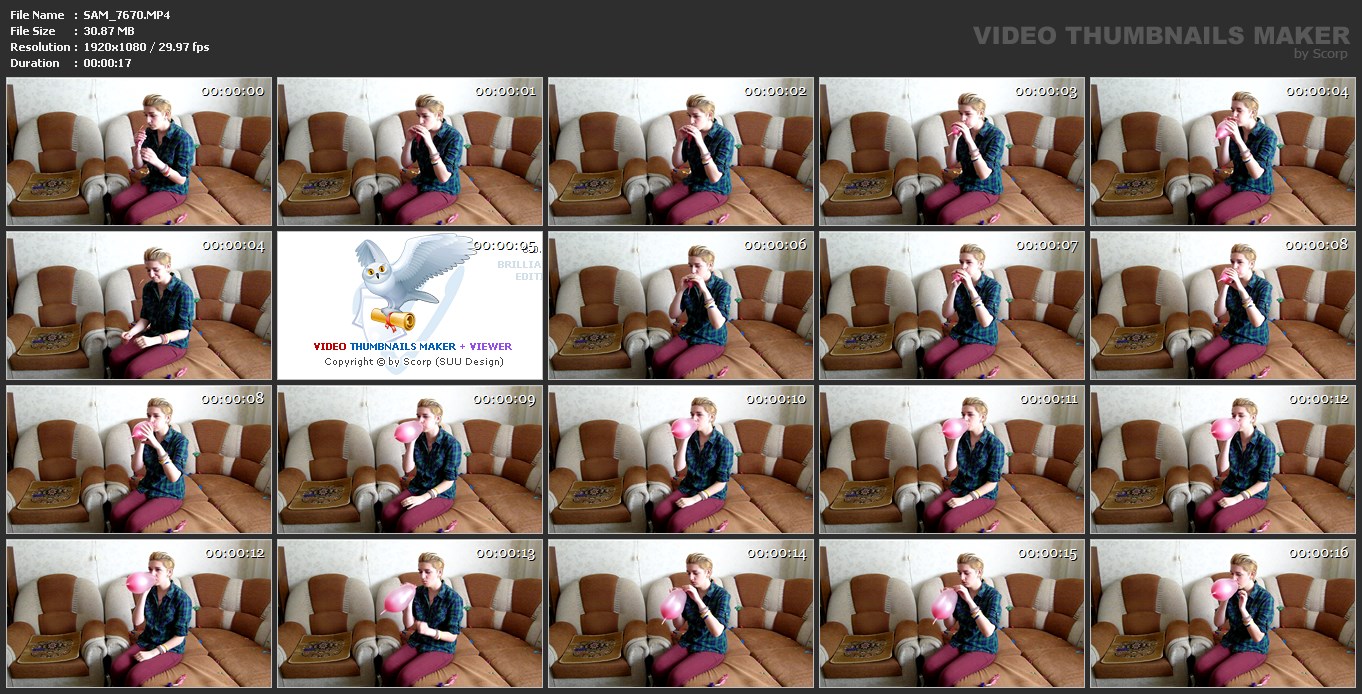 File Name : SAM_7670.MP4
File Size : 30.87 MB
Resolution : 1920x1080 / 29.97 fps
Duration : 00:00:17
VIDEO THUMBNAILS MAKER
by Scorp
00:00:00
00:00:01
00:00:02
00:00:03
00:00:04
00:00:04
00:00:05
BRILLIA
EDIT
VIDEO THUMBNAILS MAKER + VIEWER
Copyright © by Scorp (SUU Design)
00:00:06
00:00:07
00:00:08
00:00:08
00:00:09
00:00:10
00:00:11
00:00:12
00:00:12
00:00:13
00:00:14
00:00:15
00:00:16